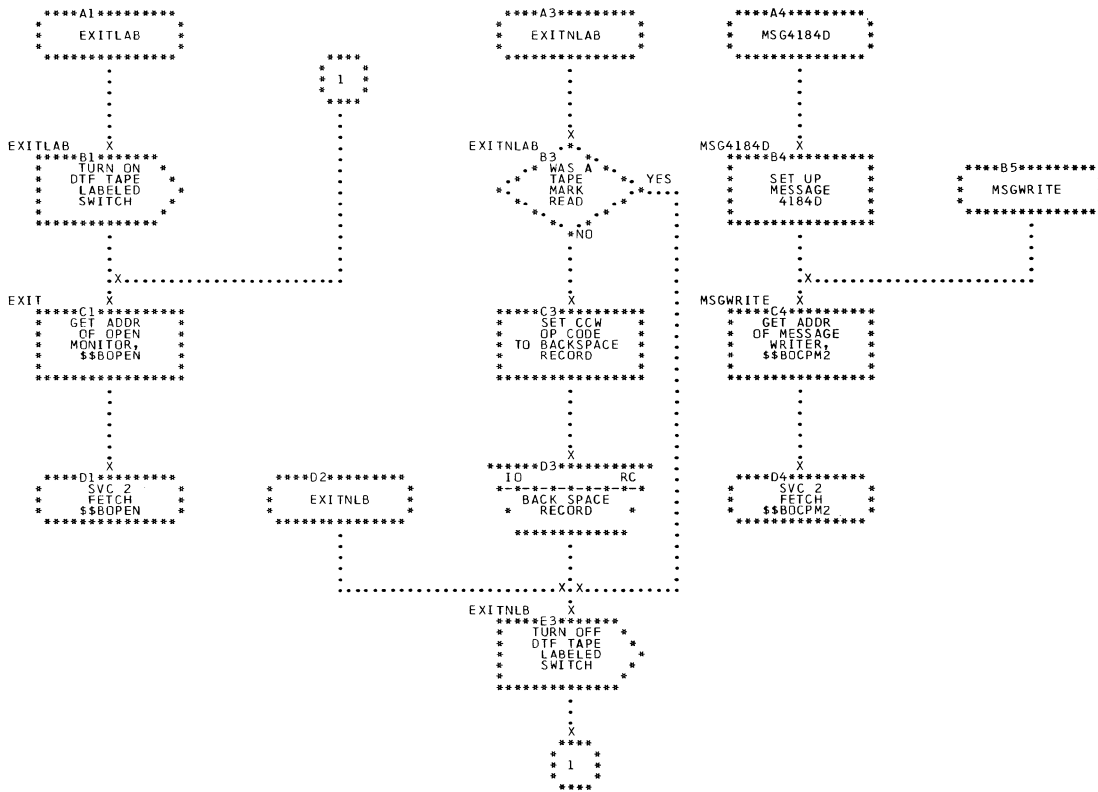 A1
EXITLAB
A3
EXITNLAB
A4
MSG4184D
1
EXITLAB
B1
TURN ON
DTF TAPE
LABELED
SWITCH
EXITNLAB
B3
WAS A
TAPE
MARK
READ
YES
NO
MSG4184D
B4
SET UP
MESSAGE
4184D
B5
MSGWRITE
EXIT
C1
GET ADDR
OF OPEN
MONITOR,
$$BOPEN
C3
SET CCW
OP CODE
TO BACKSPACE
RECORD
MSGWRITE
C4
GET ADDR
OF MESSAGE
WRITER,
$$BOCPM2
D1
SVC 2
FETCH
$$BOPEN
D2
EXITNLB
D3
IO RC
BACK SPACE
RECORD
D4
SVC 2
FETCH
$$BOCPM2
EXITNLB
E3
TURN OFF
DTF TAPE
LABELED
SWITCH
1